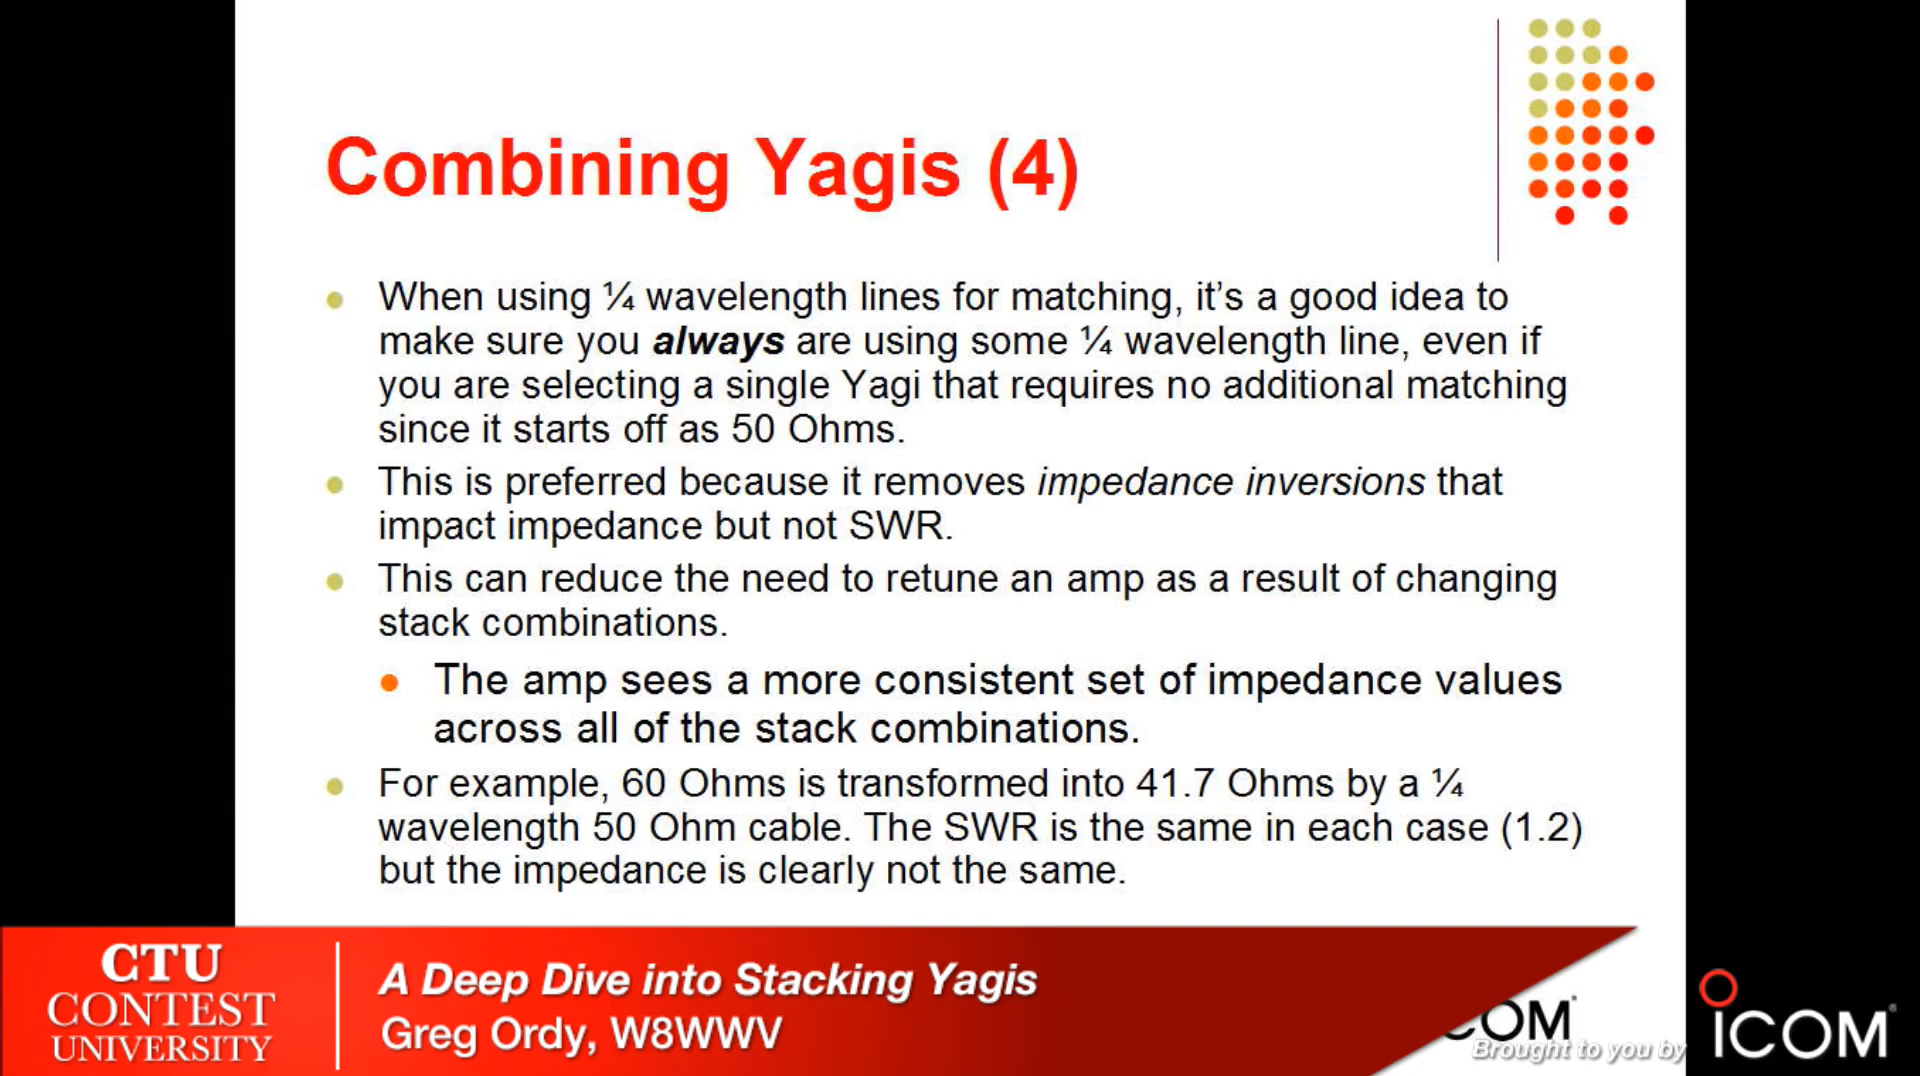 Combining Yagis (4)
When using ¼ wavelength lines for matching, it's a good idea to
make sure you always are using some ¼ wavelength line, even if
you are selecting a single Yagi that requires no additional matching
since it starts off as 50 Ohms.
This is preferred because it removes impedance inversions that
impact impedance but not SWR.
This can reduce the need to retune an amp as a result of changing
stack combinations.
The amp sees a more consistent set of impedance values
across all of the stack combinations.
For example, 60 Ohms is transformed into 41.7 Ohms by a ¼
wavelength 50 Ohm cable. The SWR is the same in each case (1.2)
but the impedance is clearly not the same.
CTU
CONTEST
UNIVERSITY
A Deep Dive into Stacking Yagis
Greg Ordy, W8WWV
COM
Brought to you by
ICOM